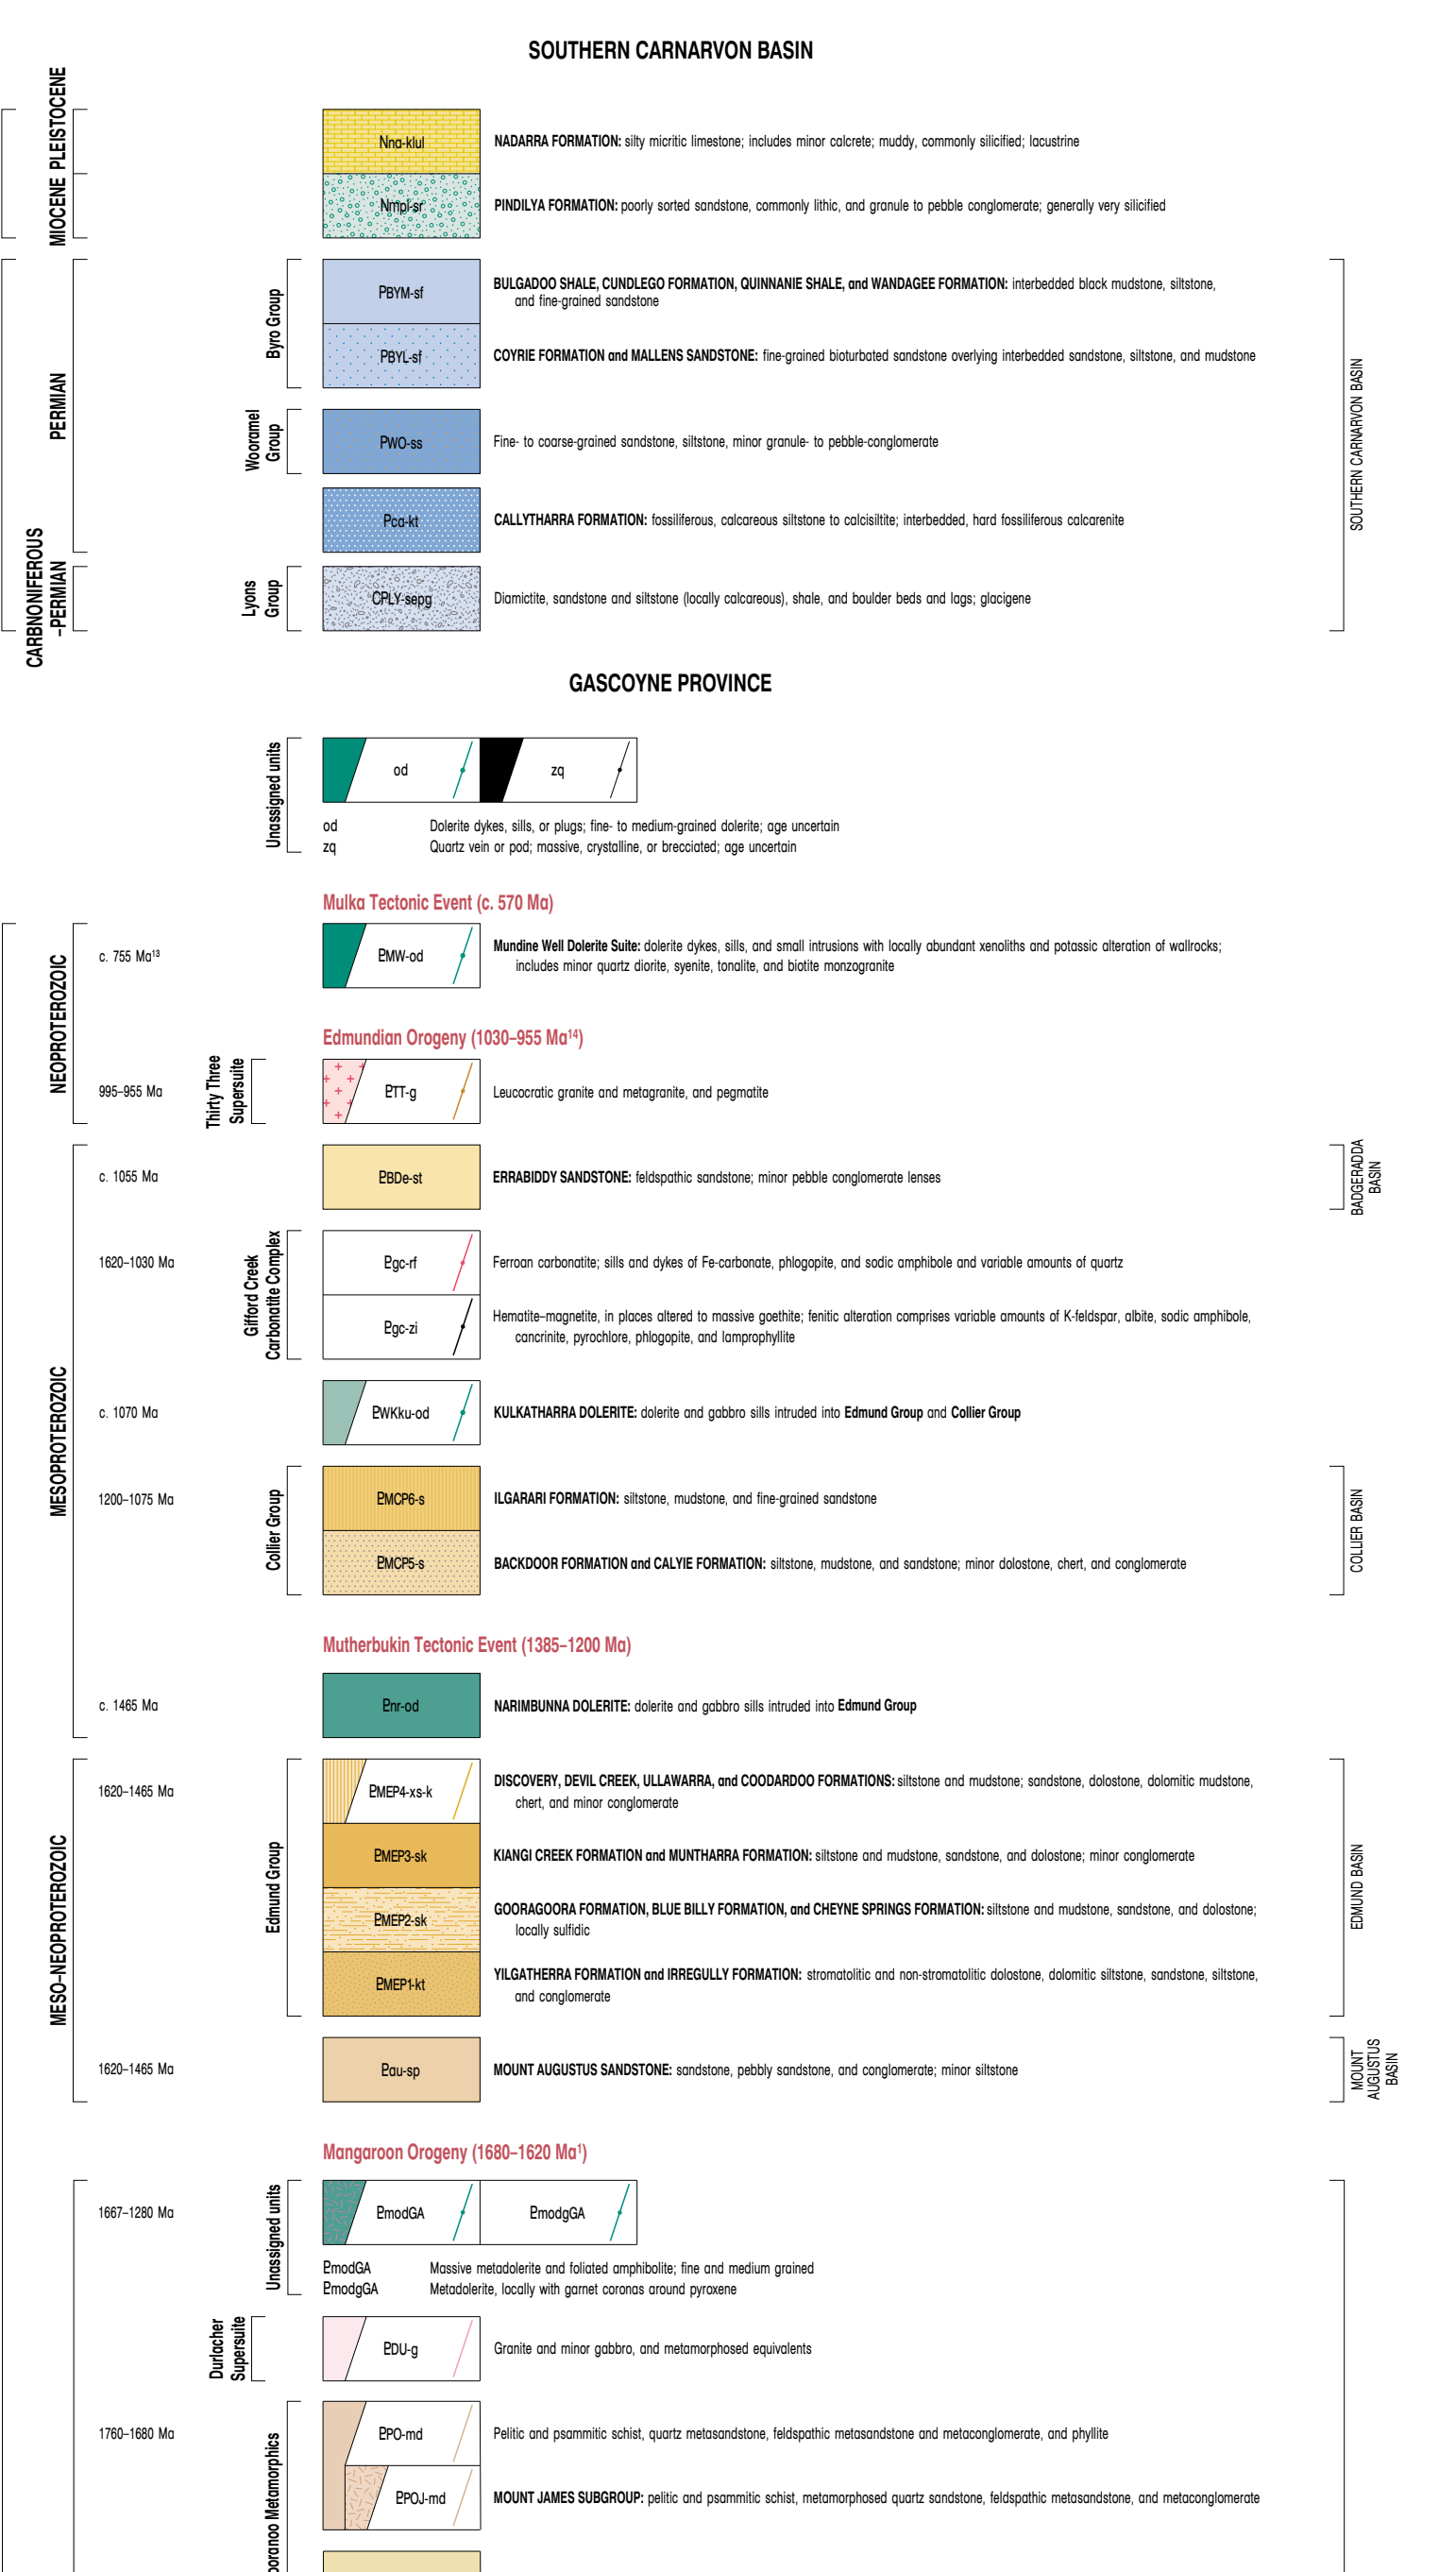 SOUTHERN CARNARVON BASIN
MIOCENE PLEISTOCENE
Nna-klul
NADARRA FORMATION: silty micritic limestone; includes minor calcrete; muddy, commonly silicified; lacustrine
Nmpi-sr
PINDILYA FORMATION: poorly sorted sandstone, commonly lithic, and granule to pebble conglomerate; generally very silicified
PERMIAN
Byro Group
PBYM-sf
BULGADOO SHALE, CUNDLEGO FORMATION, QUINNANIE SHALE, and WANDAGEE FORMATION: interbedded black mudstone, siltstone,
and fine-grained sandstone
PBYL-sf
COYRIE FORMATION and MALLENS SANDSTONE: fine-grained bioturbated sandstone overlying interbedded sandstone, siltstone, and mudstone
SOUTHERN CARNARVON BASIN
Wooramel
Group
PWO-ss
Fine- to coarse-grained sandstone, siltstone, minor granule- to pebble-conglomerate
Pca-kt
CALLYTHARRA FORMATION: fossiliferous, calcareous siltstone to calcisiltite; interbedded, hard fossiliferous calcarenite
CARBNONIFEROUS
–PERMIAN
Lyons
Group
CPLY-sepg
Diamictite, sandstone and siltstone (locally calcareous), shale, and boulder beds and lags; glacigene
GASCOYNE PROVINCE
Unassigned units
od
zq
od Dolerite dykes, sills, or plugs; fine- to medium-grained dolerite; age uncertain
zq Quartz vein or pod; massive, crystalline, or brecciated; age uncertain
Mulka Tectonic Event (c. 570 Ma)
NEOPROTEROZOIC
c. 755 Ma¹³
PMW-od
Mundine Well Dolerite Suite: dolerite dykes, sills, and small intrusions with locally abundant xenoliths and potassic alteration of wallrocks;
includes minor quartz diorite, syenite, tonalite, and biotite monzogranite
Edmundian Orogeny (1030–955 Ma¹⁴)
995–955 Ma
Thirty Three
Supersuite
PTT-g
Leucocratic granite and metagranite, and pegmatite
MESOPROTEROZOIC
c. 1055 Ma
PBDe-st
ERRABIDDY SANDSTONE: feldspathic sandstone; minor pebble conglomerate lenses
BADGERADDA
BASIN
1620–1030 Ma
Gifford Creek
Carbonatite Complex
Pgc-rf
Ferroan carbonatite; sills and dykes of Fe-carbonate, phlogopite, and sodic amphibole and variable amounts of quartz
Pgc-zi
Hematite–magnetite, in places altered to massive goethite; fenitic alteration comprises variable amounts of K-feldspar, albite, sodic amphibole,
cancrinite, pyrochlore, phlogopite, and lamprophyllite
c. 1070 Ma
PWKku-od
KULKATHARRA DOLERITE: dolerite and gabbro sills intruded into Edmund Group and Collier Group
1200–1075 Ma
Collier Group
PMCP6-s
ILGARARI FORMATION: siltstone, mudstone, and fine-grained sandstone
PMCP5-s
BACKDOOR FORMATION and CALYIE FORMATION: siltstone, mudstone, and sandstone; minor dolostone, chert, and conglomerate
COLLIER BASIN
Mutherbukin Tectonic Event (1385–1200 Ma)
c. 1465 Ma
Pnr-od
NARIMBUNNA DOLERITE: dolerite and gabbro sills intruded into Edmund Group
MESO–NEOPROTEROZOIC
1620–1465 Ma
Edmund Group
PMEP4-xs-k
DISCOVERY, DEVIL CREEK, ULLAWARRA, and COODARDOO FORMATIONS: siltstone and mudstone; sandstone, dolostone, dolomitic mudstone,
chert, and minor conglomerate
PMEP3-sk
KIANGI CREEK FORMATION and MUNTHARRA FORMATION: siltstone and mudstone, sandstone, and dolostone; minor conglomerate
PMEP2-sk
GOORAGOORA FORMATION, BLUE BILLY FORMATION, and CHEYNE SPRINGS FORMATION: siltstone and mudstone, sandstone, and dolostone;
locally sulfidic
PMEP1-kt
YILGATHERRA FORMATION and IRREGULLY FORMATION: stromatolitic and non-stromatolitic dolostone, dolomitic siltstone, sandstone, siltstone,
and conglomerate
EDMUND BASIN
1620–1465 Ma
Pau-sp
MOUNT AUGUSTUS SANDSTONE: sandstone, pebbly sandstone, and conglomerate; minor siltstone
MOUNT
AUGUSTUS
BASIN
Mangaroon Orogeny (1680–1620 Ma¹)
1667–1280 Ma
Unassigned units
PmodGA
PmodgGA
PmodGA Massive metadolerite and foliated amphibolite; fine and medium grained
PmodgGA Metadolerite, locally with garnet coronas around pyroxene
Durlacher
Supersuite
PDU-g
Granite and minor gabbro, and metamorphosed equivalents
1760–1680 Ma
ooranoo Metamorphics
PPO-md
Pelitic and psammitic schist, quartz metasandstone, feldspathic metasandstone and metaconglomerate, and phyllite
PPOJ-md
MOUNT JAMES SUBGROUP: pelitic and psammitic schist, metamorphosed quartz sandstone, feldspathic metasandstone, and metaconglomerate